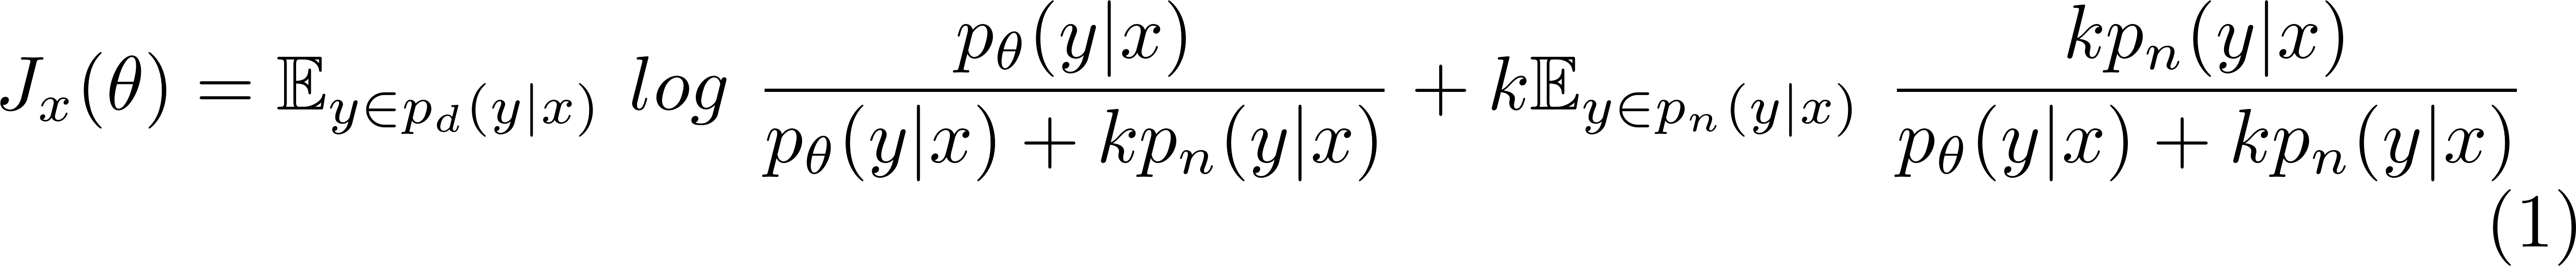 $J_x(\theta) = \mathbb{E}_{y \in p_d(y|x)} \ log \ \frac{p_\theta(y|x)}{p_\theta(y|x) + kp_n(y|x)} + k\mathbb{E}_{y \in p_n(y|x)} \ \frac{kp_n(y|x)}{p_\theta(y|x) + kp_n(y|x)}$
(1)